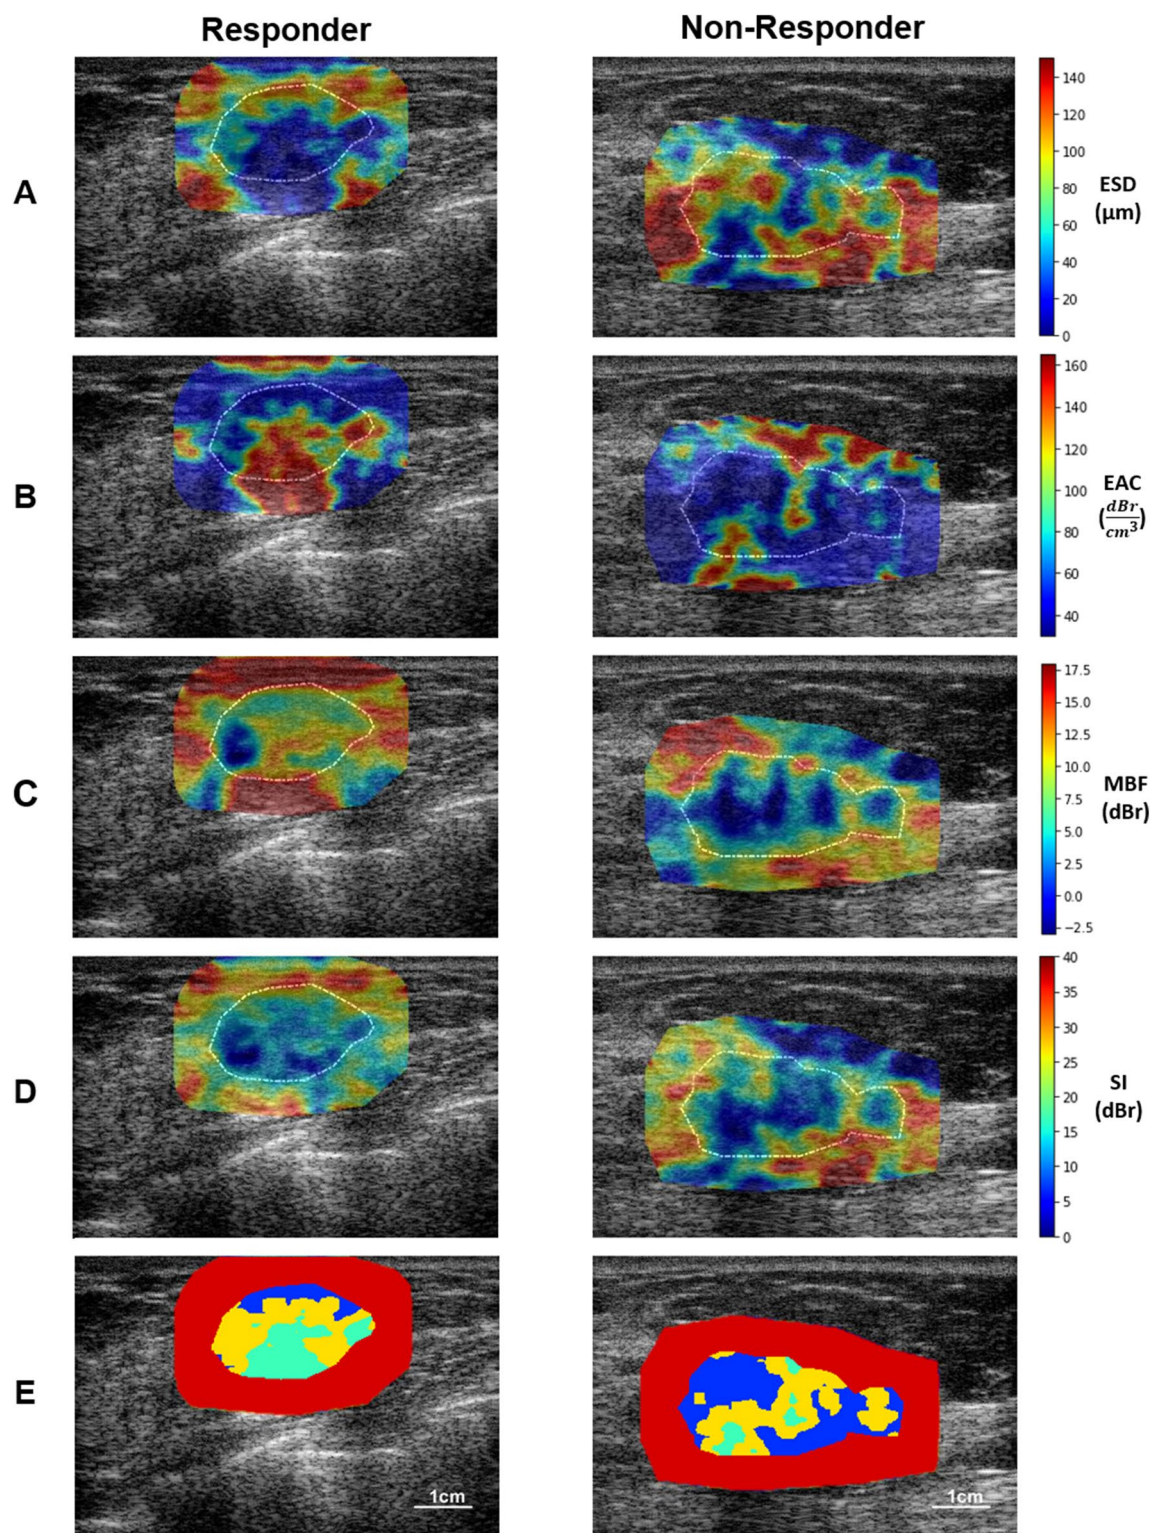 Responder Non-Responder
A
140
120
100
80
60
40
20
0
ESD
(μm)
B
160
140
120
100
80
60
40
EAC
(dBr/cm³)
C
17.5
15.0
12.5
10.0
7.5
5.0
2.5
0.0
−2.5
MBF
(dBr)
D
40
35
30
25
20
15
10
5
0
SI
(dBr)
E
1cm 1cm